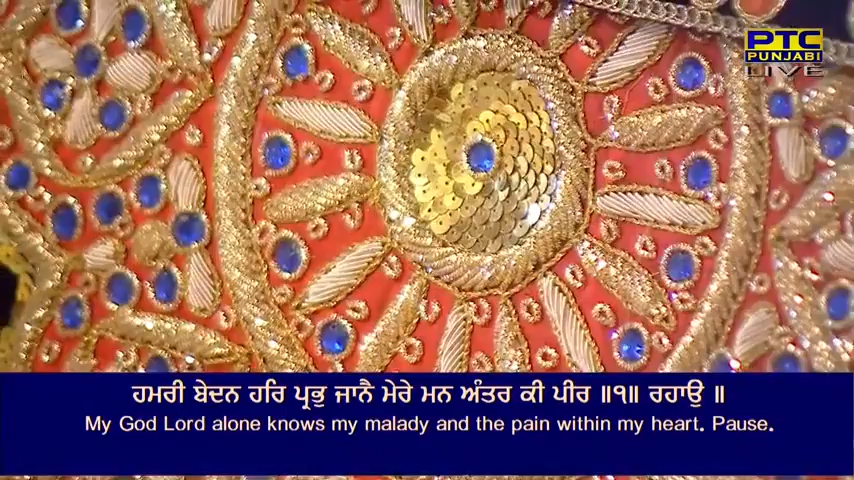 PTC
PUNJABI
LIVE
ਹਮਰੀ ਬੇਦਨ ਹਰਿ ਪ੍ਰਭੁ ਜਾਨੈ ਮੇਰੇ ਮਨ ਅੰਤਰ ਕੀ ਪੀਰ ॥੧॥ ਰਹਾਉ ॥
My God Lord alone knows my malady and the pain within my heart. Pause.